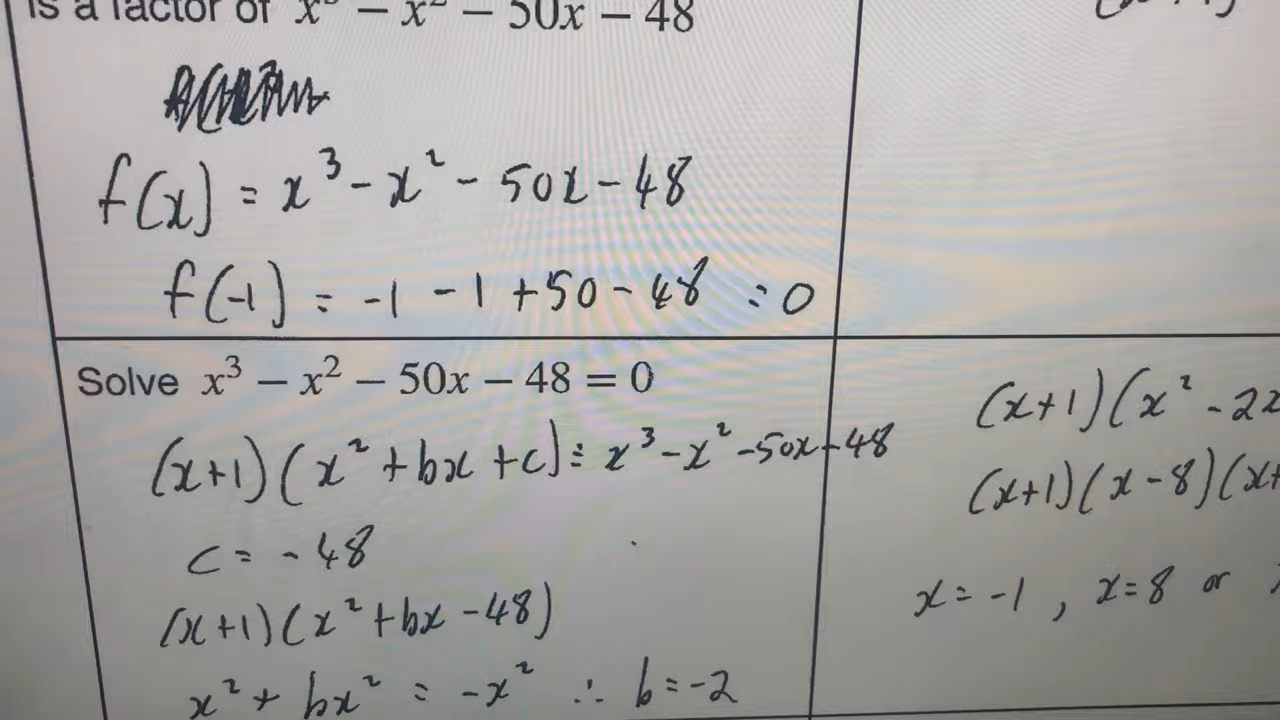 is a factor of x³ − x² − 50x − 48
f(x) = x³ − x² − 50x − 48
f(−1) = −1 − 1 + 50 − 48 = 0
Solve x³ − x² − 50x − 48 = 0
(x+1)(x² + bx + c) = x³ − x² − 50x − 48
c = −48
(x+1)(x² + bx − 48)
x² + bx² = −x² ∴ b = −2
(x+1)(x² − 2x
(x+1)(x−8)(x+
x = −1 , x = 8 or